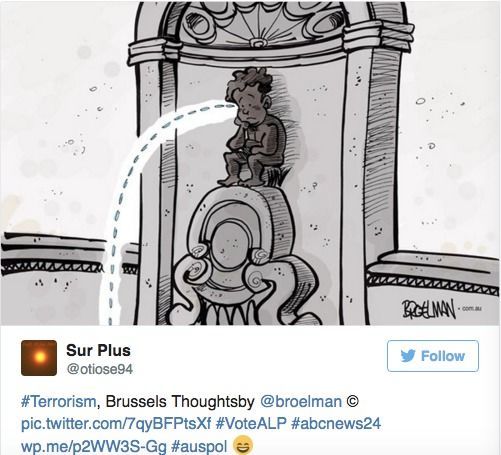 BROELMAN.com.au
Sur Plus
@otiose94
Follow
#Terrorism, Brussels Thoughtsby @broelman ©
pic.twitter.com/7qyBFPtsXf #VoteALP #abcnews24
wp.me/p2WW3S-Gg #auspol 😄